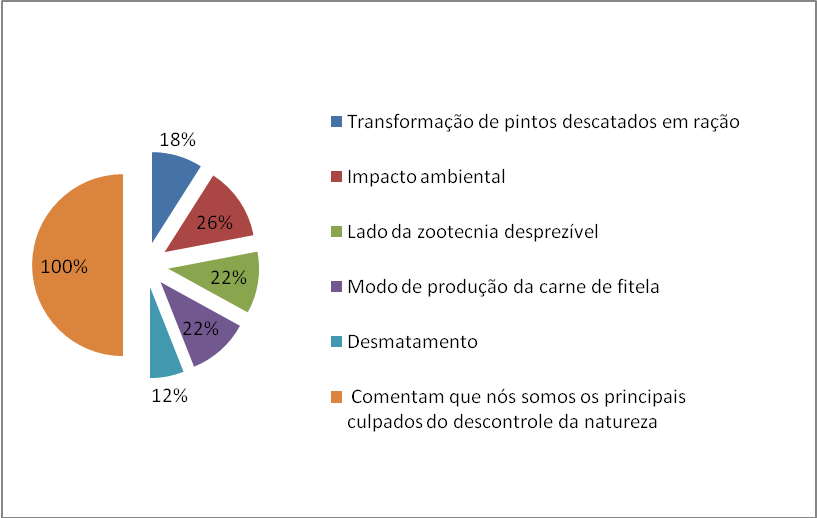 18%
26%
22%
22%
12%
100%
Transformação de pintos descatados em ração
Impacto ambiental
Lado da zootecnia desprezível
Modo de produção da carne de fitela
Desmatamento
Comentam que nós somos os principais
culpados do descontrole da natureza